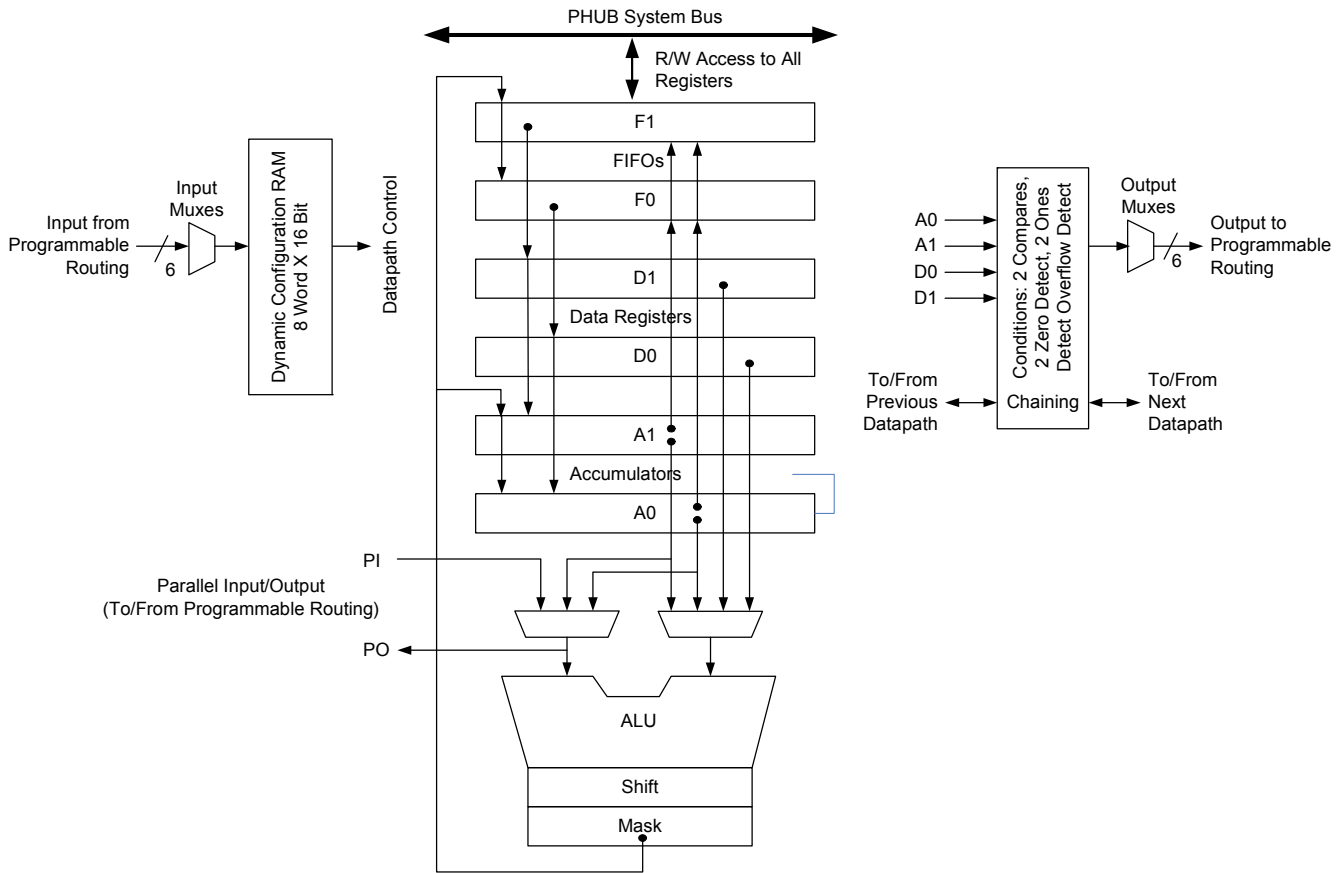 PHUB System Bus
R/W Access to All
Registers
F1
FIFOs
F0
D1
Data Registers
D0
A1
Accumulators
A0
Input from
Programmable
Routing
6
Input
Muxes
Dynamic Configuration RAM
8 Word X 16 Bit
Datapath Control
A0
A1
D0
D1
Conditions: 2 Compares,
2 Zero Detect, 2 Ones
Detect Overflow Detect
Output
Muxes
6
Output to
Programmable
Routing
To/From
Previous
Datapath
Chaining
To/From
Next
Datapath
PI
Parallel Input/Output
(To/From Programmable Routing)
PO
ALU
Shift
Mask